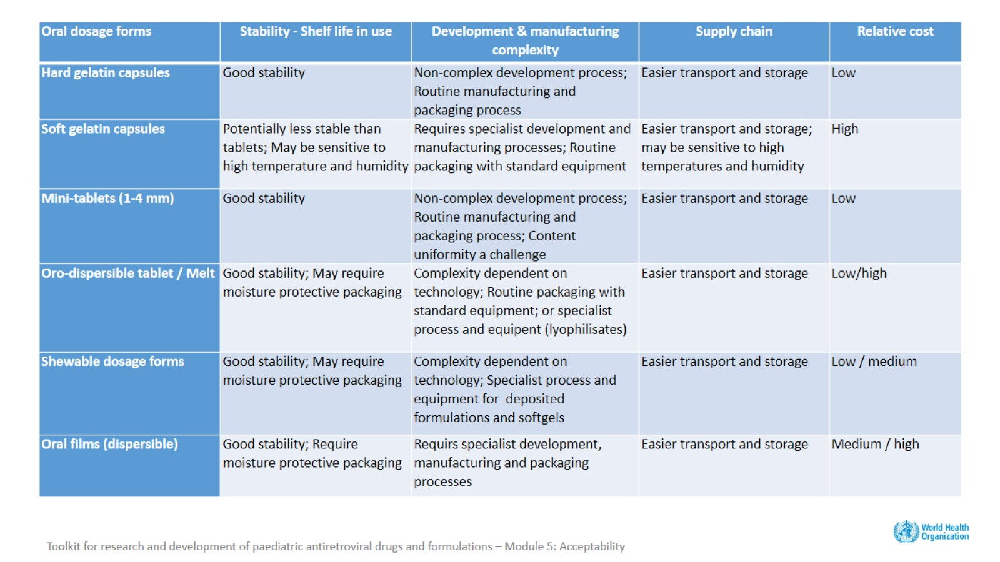 Oral dosage forms
Stability - Shelf life in use
Development & manufacturing
complexity
Supply chain
Relative cost
Hard gelatin capsules
Good stability
Non-complex development process;
Routine manufacturing and
packaging process
Easier transport and storage
Low
Soft gelatin capsules
Potentially less stable than
tablets; May be sensitive to
high temperature and humidity
Requires specialist development and
manufacturing processes; Routine
packaging with standard equipment
Easier transport and storage;
may be sensitive to high
temperatures and humidity
High
Mini-tablets (1-4 mm)
Good stability
Non-complex development process;
Routine manufacturing and
packaging process; Content
uniformity a challenge
Easier transport and storage
Low
Oro-dispersible tablet / Melt
Good stability; May require
moisture protective packaging
Complexity dependent on
technology; Routine packaging with
standard equipment; or specialist
process and equipent (lyophilisates)
Easier transport and storage
Low/high
Shewable dosage forms
Good stability; May require
moisture protective packaging
Complexity dependent on
technology; Specialist process and
equipment for deposited
formulations and softgels
Easier transport and storage
Low / medium
Oral films (dispersible)
Good stability; Require
moisture protective packaging
Requirs specialist development,
manufacturing and packaging
processes
Easier transport and storage
Medium / high
World Health
Organization
Toolkit for research and development of paediatric antiretroviral drugs and formulations – Module 5: Acceptability